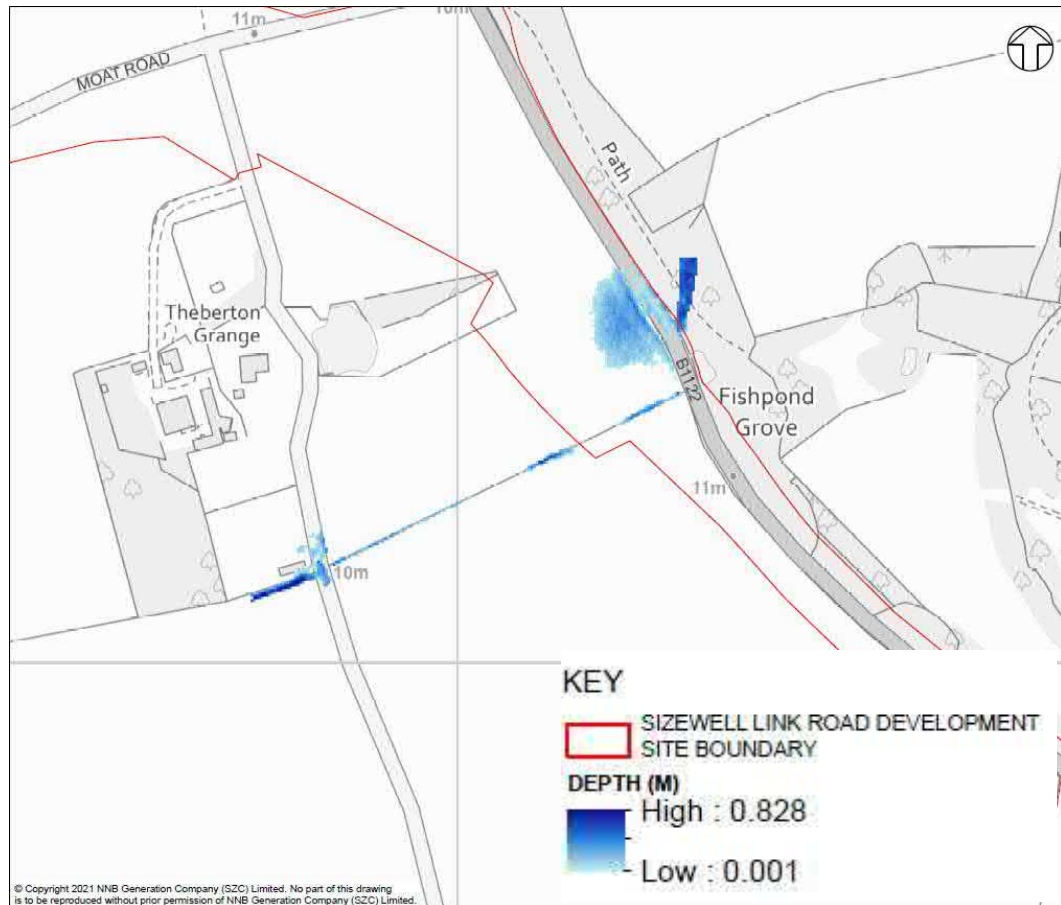 11m
10m
MOAT ROAD
Path
Theberton
Grange
B1122
Fishpond
Grove
11m
10m
KEY
SIZEWELL LINK ROAD DEVELOPMENT
SITE BOUNDARY
DEPTH (M)
High : 0.828
Low : 0.001
© Copyright 2021 NNB Generation Company (SZC) Limited. No part of this drawing
is to be reproduced without prior permission of NNB Generation Company (SZC) Limited.